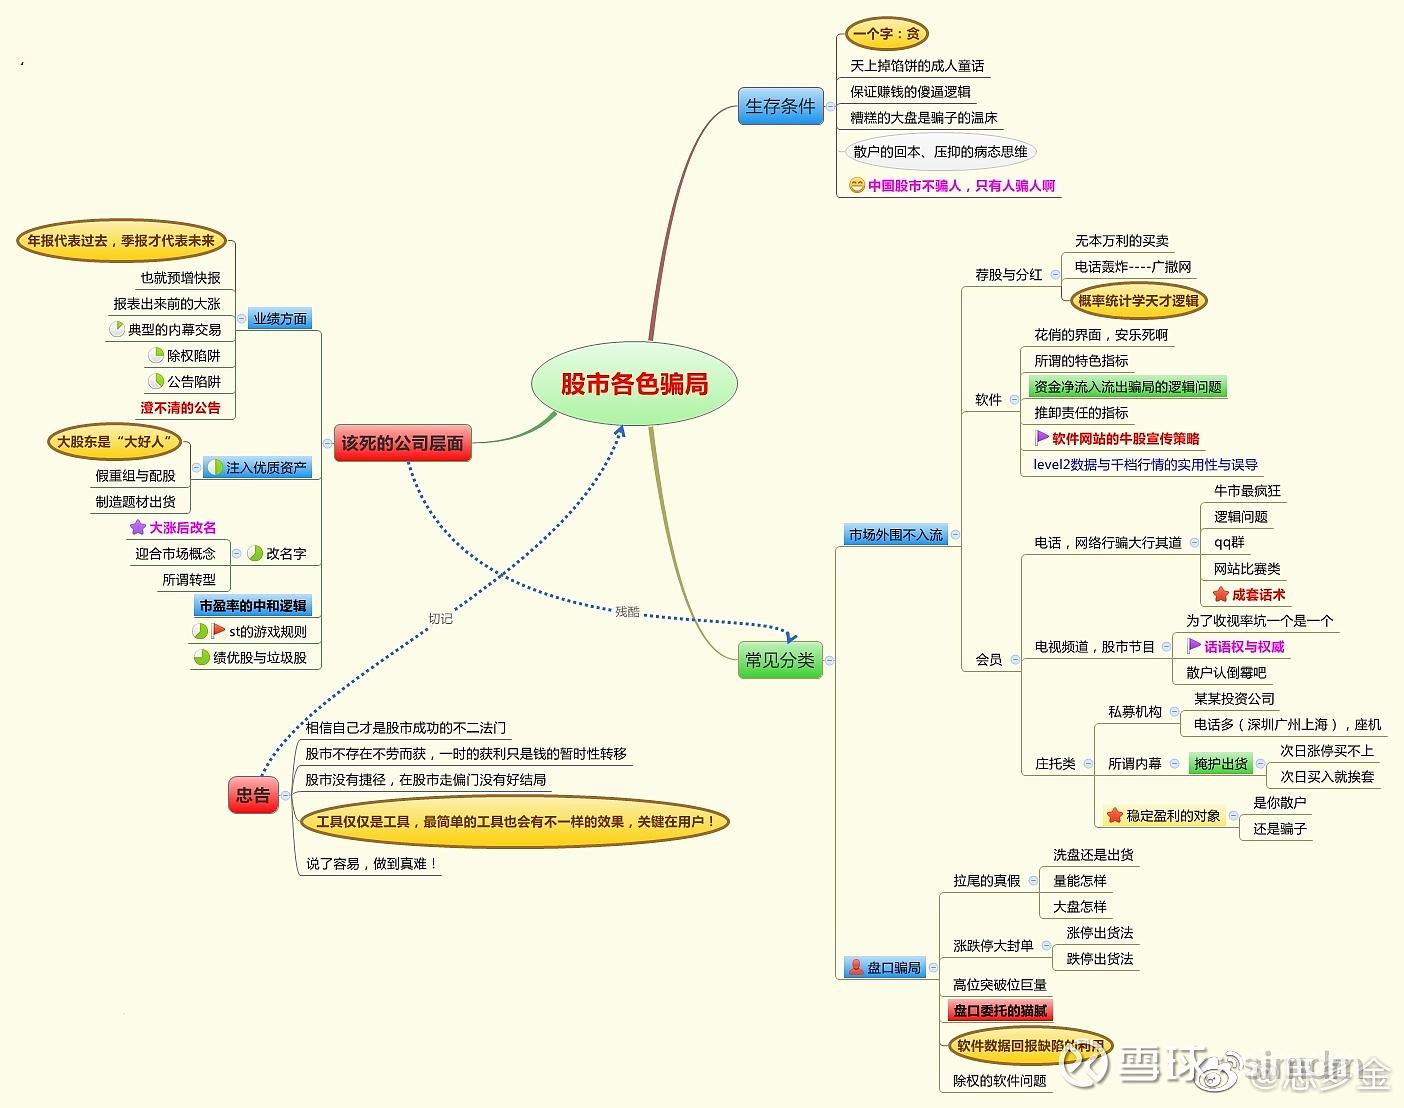 股市各色骗局
生存条件
一个字：贪
天上掉馅饼的成人童话
保证赚钱的傻逼逻辑
糟糕的大盘是骗子的温床
散户的回本、压抑的病态思维
中国股市不骗人，只有人骗人啊
常见分类
市场外围不入流
荐股与分红
无本万利的买卖
电话轰炸----广撒网
概率统计学天才逻辑
软件
花俏的界面，安乐死啊
所谓的特色指标
资金净流入流出骗局的逻辑问题
推卸责任的指标
软件网站的牛股宣传策略
level2数据与千档行情的实用性与误导
会员
电话，网络行骗大行其道
牛市最疯狂
逻辑问题
qq群
网站比赛类
成套话术
电视频道，股市节目
为了收视率坑一个是一个
话语权与权威
散户认倒霉吧
庄托类
私募机构
某某投资公司
电话多（深圳广州上海），座机
所谓内幕
掩护出货
次日涨停买不上
次日买入就挨套
稳定盈利的对象
是你散户
还是骗子
盘口骗局
拉尾的真假
洗盘还是出货
量能怎样
大盘怎样
涨跌停大封单
涨停出货法
跌停出货法
高位突破位巨量
盘口委托的猫腻
软件数据回报缺陷的利用
除权的软件问题
该死的公司层面
业绩方面
年报代表过去，季报才代表未来
也就预增快报
报表出来前的大涨
典型的内幕交易
除权陷阱
公告陷阱
澄不清的公告
注入优质资产
大股东是“大好人”
假重组与配股
制造题材出货
改名字
大涨后改名
迎合市场概念
所谓转型
市盈率的中和逻辑
st的游戏规则
绩优股与垃圾股
残酷
切记
忠告
相信自己才是股市成功的不二法门
股市不存在不劳而获，一时的获利只是钱的暂时性转移
股市没有捷径，在股市走偏门没有好结局
工具仅仅是工具，最简单的工具也会有不一样的效果，关键在用户！
说了容易，做到真难！
雪球
@思多金